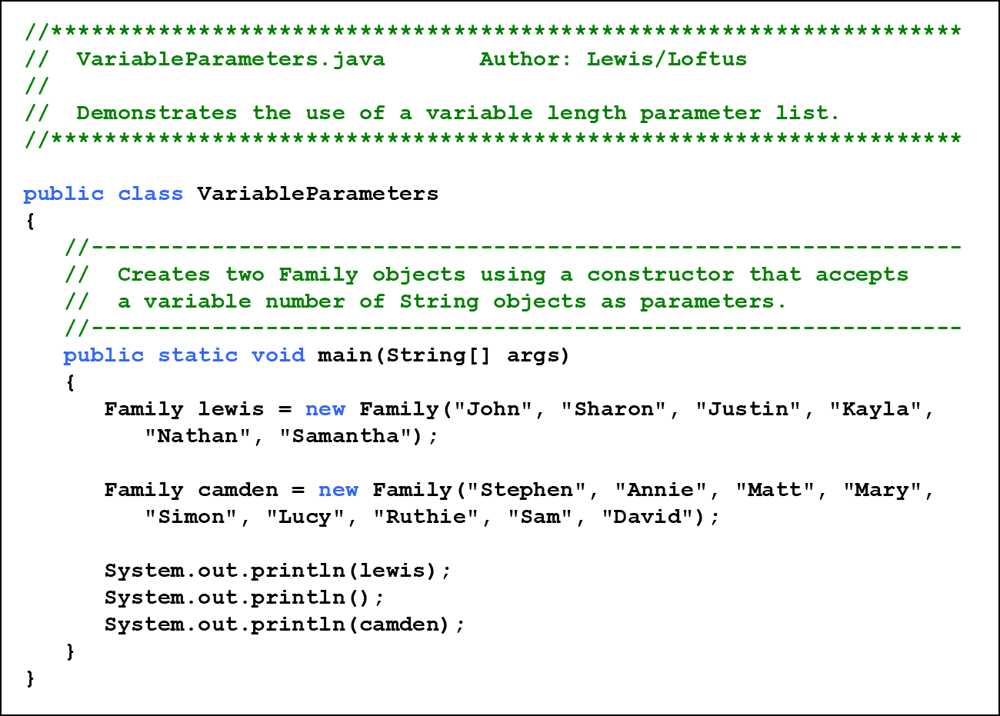 //********************************************************************
//  VariableParameters.java       Author: Lewis/Loftus
//
//  Demonstrates the use of a variable length parameter list.
//********************************************************************

public class VariableParameters
{
   //-----------------------------------------------------------------
   //  Creates two Family objects using a constructor that accepts
   //  a variable number of String objects as parameters.
   //-----------------------------------------------------------------
   public static void main(String[] args)
   {
      Family lewis = new Family("John", "Sharon", "Justin", "Kayla",
         "Nathan", "Samantha");

      Family camden = new Family("Stephen", "Annie", "Matt", "Mary",
         "Simon", "Lucy", "Ruthie", "Sam", "David");

      System.out.println(lewis);
      System.out.println();
      System.out.println(camden);
   }
}